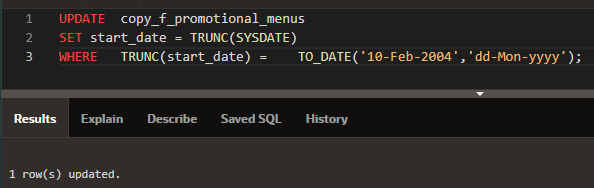 1 UPDATE copy_f_promotional_menus
2 SET start_date = TRUNC(SYSDATE)
3 WHERE TRUNC(start_date) = TO_DATE('10-Feb-2004','dd-Mon-yyyy');
Results Explain Describe Saved SQL History
1 row(s) updated.